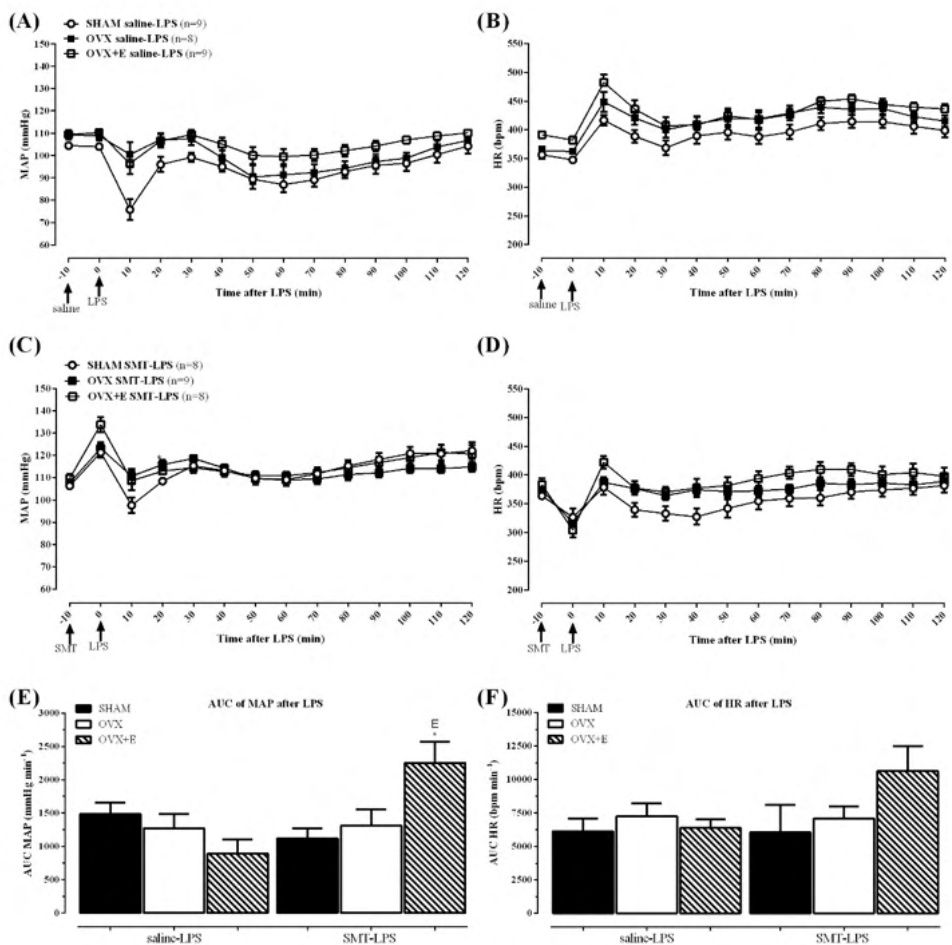 (A)
SHAM saline-LPS (n=9)
OVX saline-LPS (n=8)
OVX+E saline-LPS (n=9)
MAP (mmHg)
150
140
130
120
110
100
90
80
70
60
-10 0 10 20 30 40 50 60 70 80 90 100 110 120
saline LPS
Time after LPS (min)
(B)
HR (bpm)
550
500
450
400
350
300
250
200
-10 0 10 20 30 40 50 60 70 80 90 100 110 120
saline LPS
Time after LPS (min)
(C)
SHAM SMT-LPS (n=8)
OVX SMT-LPS (n=9)
OVX+E SMT-LPS (n=8)
MAP (mmHg)
150
140
130
120
110
100
90
80
70
60
-10 0 10 20 30 40 50 60 70 80 90 100 110 120
SMT LPS
Time after LPS (min)
(D)
HR (bpm)
550
500
450
400
350
300
250
200
-10 0 10 20 30 40 50 60 70 80 90 100 110 120
SMT LPS
Time after LPS (min)
(E)
AUC of MAP after LPS
SHAM
OVX
OVX+E
AUC MAP (mmHg min⁻¹)
3000
2500
2000
1500
1000
500
0
E
*
saline-LPS SMT-LPS
(F)
AUC of HR after LPS
SHAM
OVX
OVX+E
AUC HR (bpm min⁻¹)
15000
12500
10000
7500
5000
2500
0
saline-LPS SMT-LPS